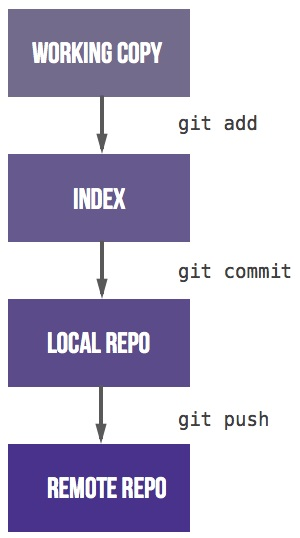 WORKING COPY
git add
INDEX
git commit
LOCAL REPO
git push
REMOTE REPO